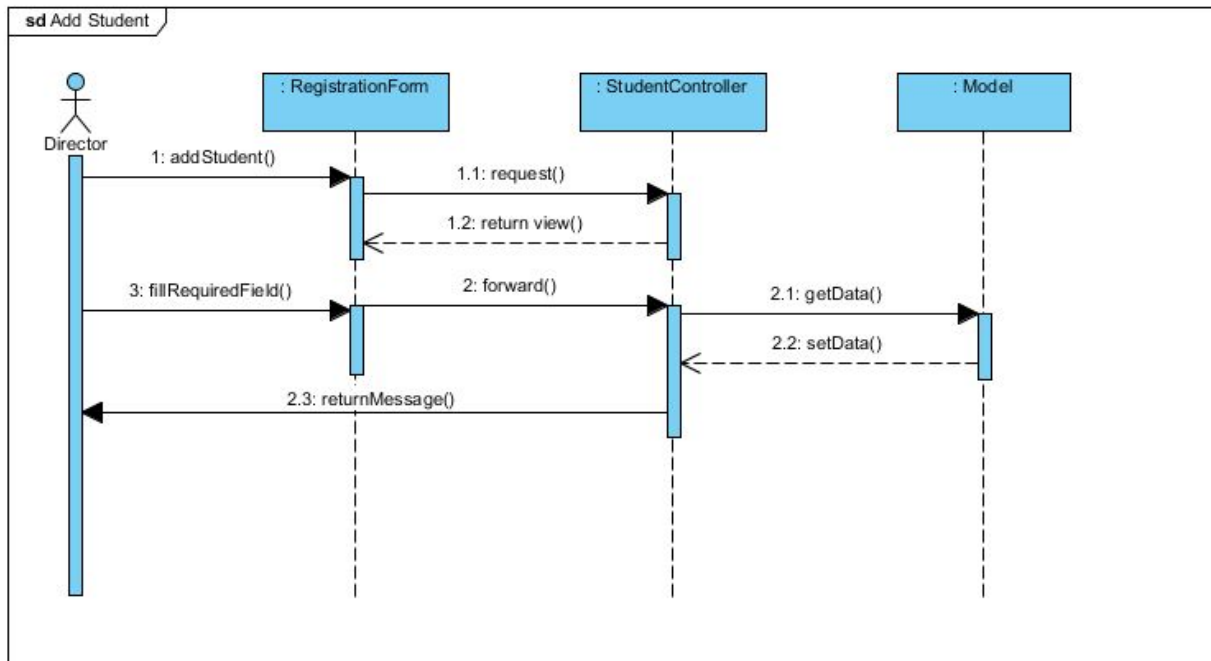 sd Add Student
: RegistrationForm
: StudentController
: Model
Director
1: addStudent()
1.1: request()
1.2: return view()
3: fillRequiredField()
2: forward()
2.1: getData()
2.2: setData()
2.3: returnMessage()